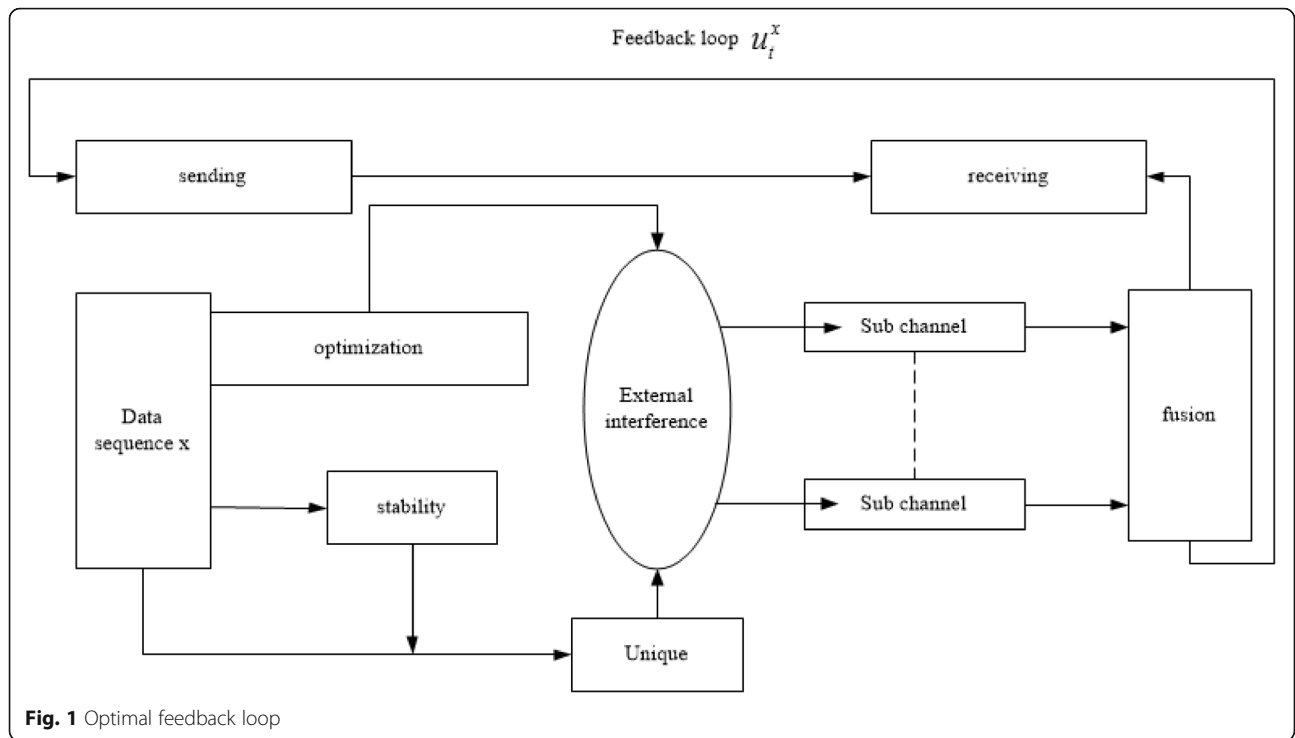 Feedback loop u_t^x
sending
receiving
optimization
Sub channel
Data
sequence x
External
interference
fusion
stability
Sub channel
Unique
Fig. 1 Optimal feedback loop